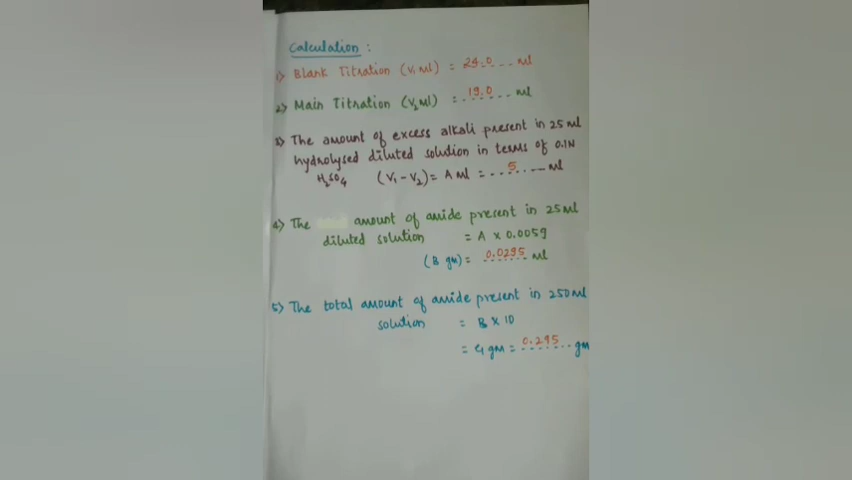 Calculation :
1) Blank Titration (V₁ ml) = 24.0 ... ml
2) Main Titration (V₂ ml) = 19.0 ... ml
3) The amount of excess alkali present in 25 ml
hydrolysed diluted solution in terms of 0.1N
H₂SO₄ (V₁ - V₂) = A ml = ...5...... ml
4) The amount of amide present in 25 ml
diluted solution = A x 0.0059
(B gm) = 0.0295 ml
5) The total amount of amide present in 250 ml
solution = B x 10
= G gm = 0.295 .. gm